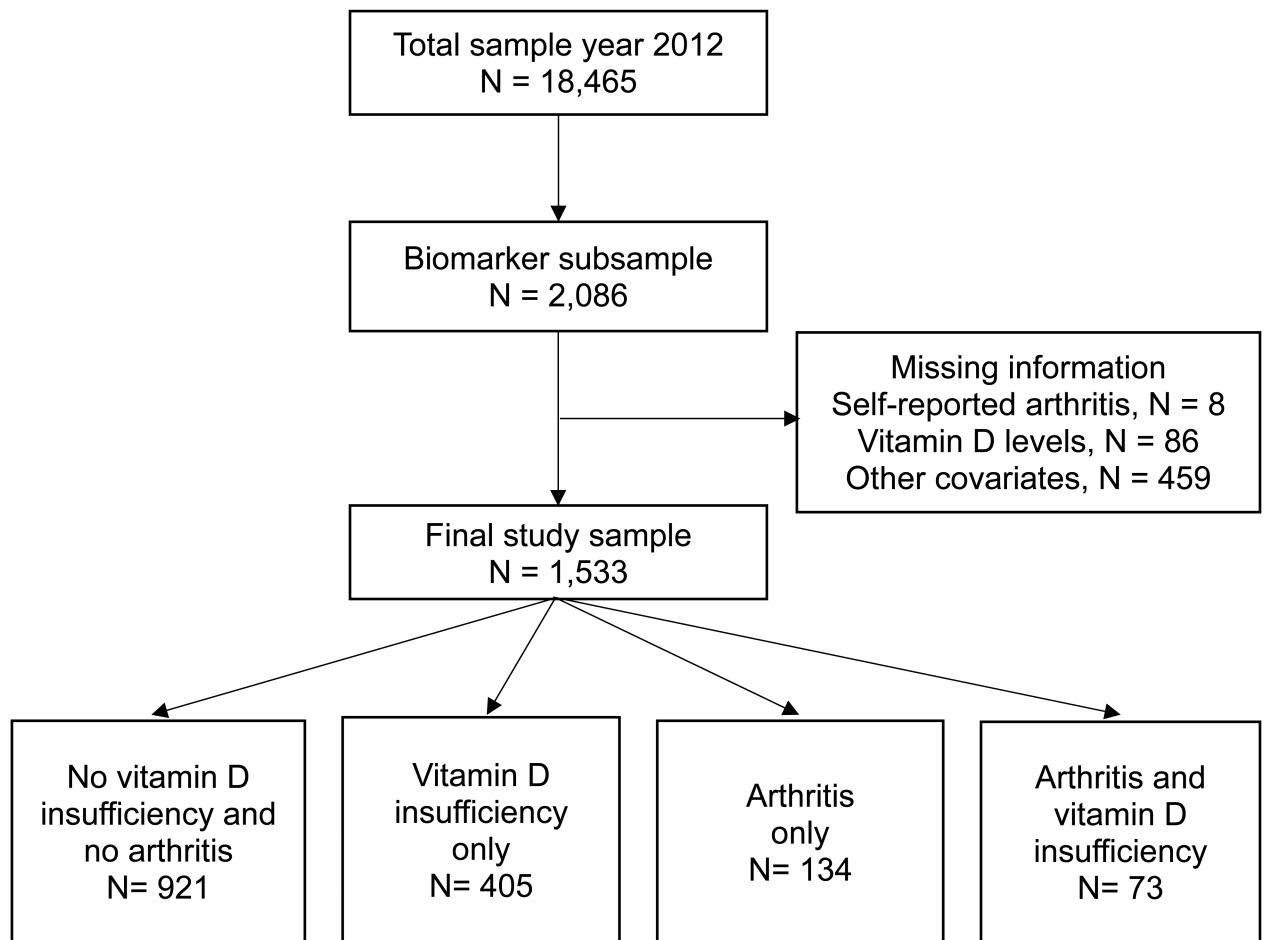 Total sample year 2012
N = 18,465
Biomarker subsample
N = 2,086
Missing information
Self-reported arthritis, N = 8
Vitamin D levels, N = 86
Other covariates, N = 459
Final study sample
N = 1,533
No vitamin D
insufficiency and
no arthritis
N= 921
Vitamin D
insufficiency
only
N= 405
Arthritis
only
N= 134
Arthritis and
vitamin D
insufficiency
N= 73